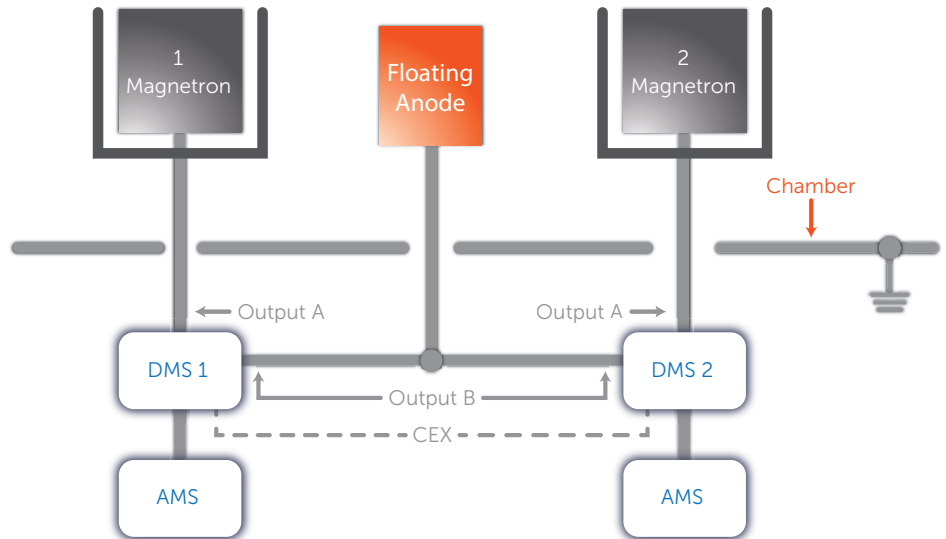 1
Magnetron
Floating
Anode
2
Magnetron
Chamber
Output A
Output A
DMS 1
DMS 2
Output B
CEX
AMS
AMS